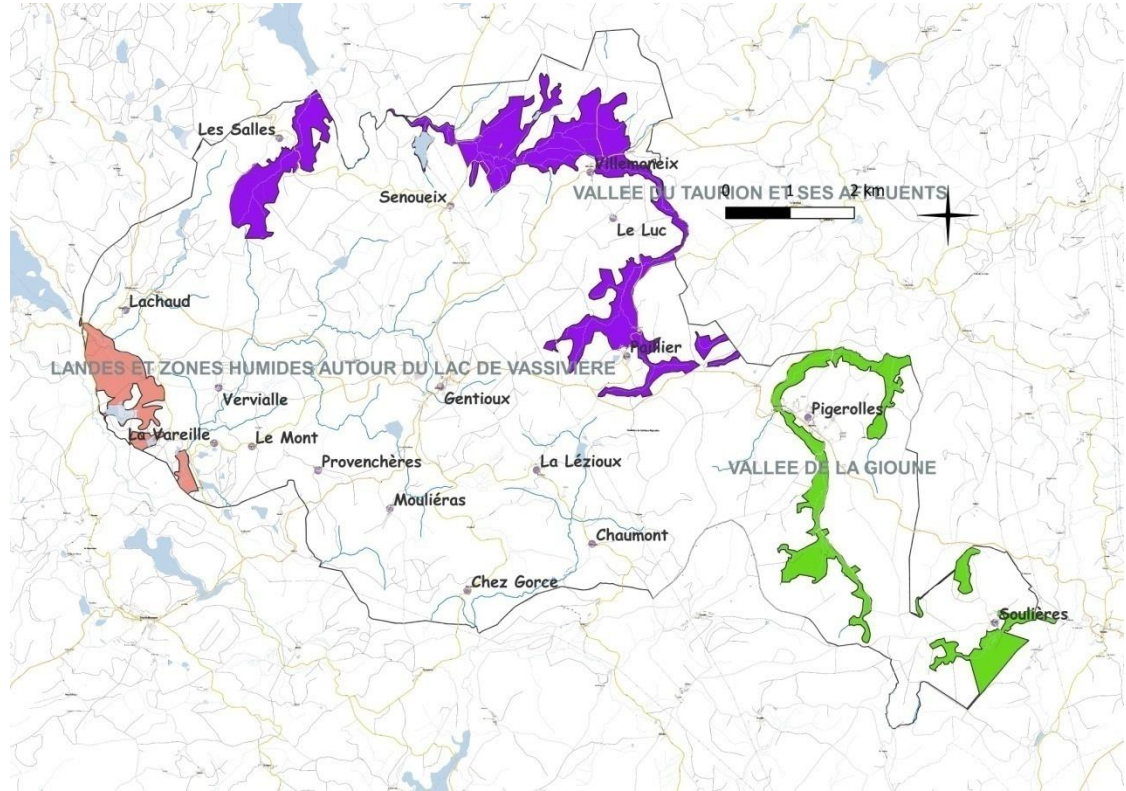 Les Salles
Villemoneix
VALLEE DU TAURION ET SES AFFLUENTS
Senoueix
0 1 2 km
Le Luc
Lachaud
Pallier
LANDES ET ZONES HUMIDES AUTOUR DU LAC DE VASSIVIERE
Vervialle
Gentioux
Pigerolles
La Vareille
Le Mont
Provenchères
La Lézioux
VALLEE DE LA GIOUNE
Mouliéras
Chaumont
Chez Gorce
Soulières